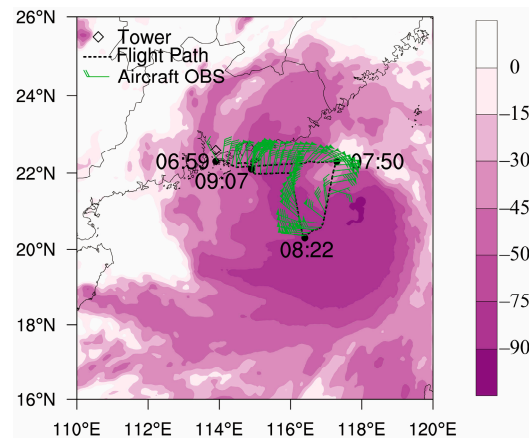 26°N
24°N
22°N
20°N
18°N
16°N
110°E 112°E 114°E 116°E 118°E 120°E
Tower
Flight Path
Aircraft OBS
06:59
07:50
09:07
08:22
0
−15
−30
−50
−75
−90